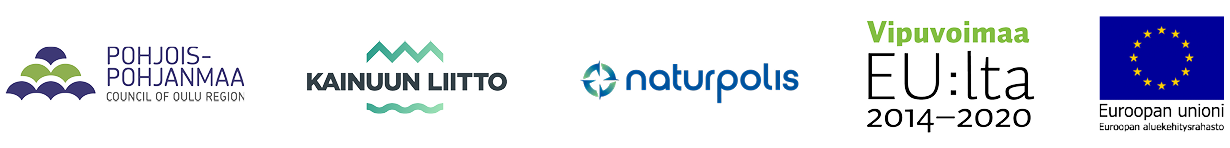 POHJOIS-
POHJANMAA
COUNCIL OF OULU REGION
KAINUUN LIITTO
naturpolis
Vipuvoimaa
EU:lta
2014–2020
Euroopan unioni
Euroopan aluekehitysrahasto